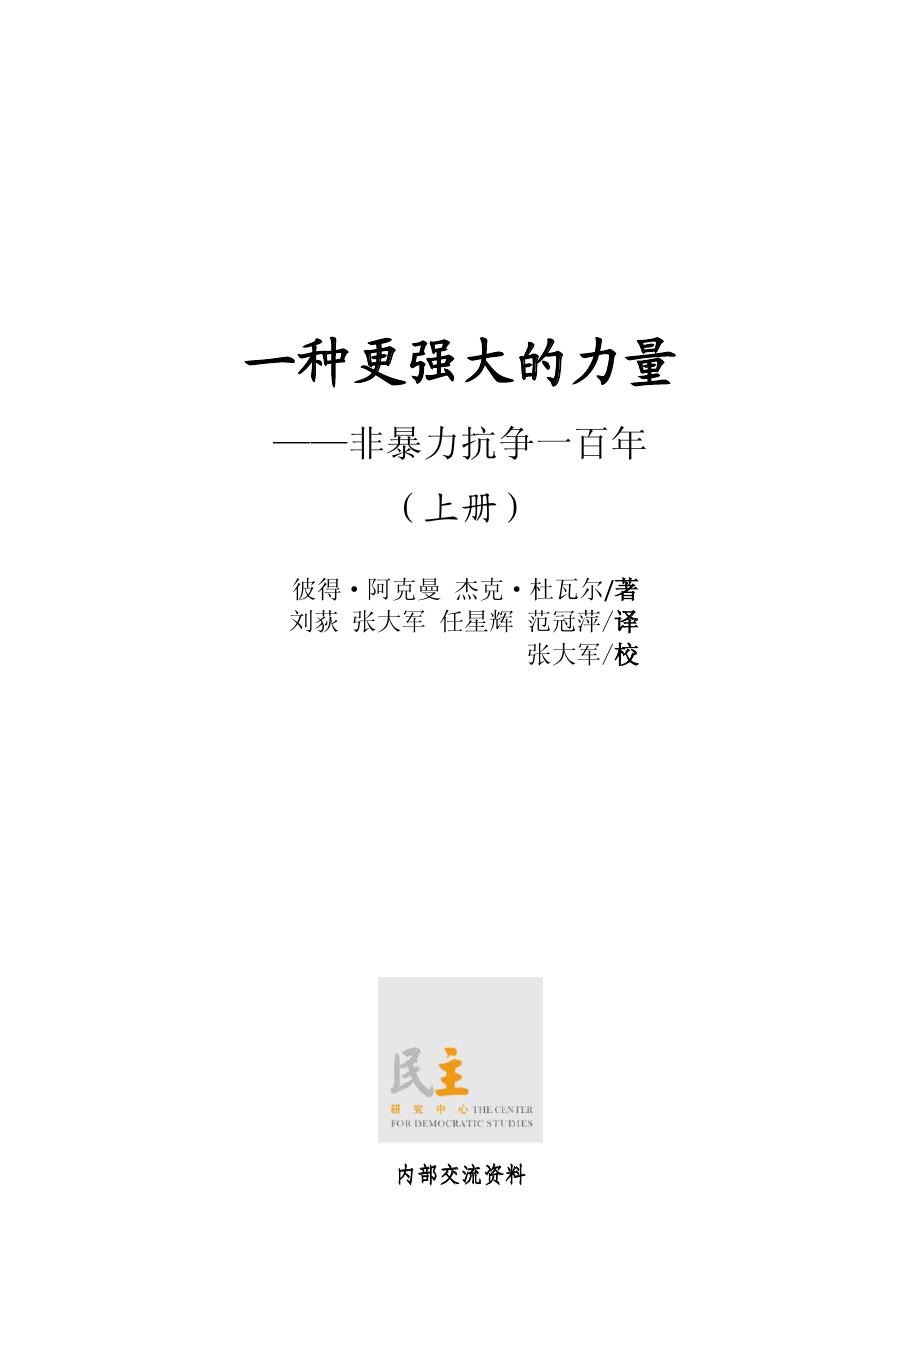 一种更强大的力量
——非暴力抗争一百年
（上册）
彼得·阿克曼 杰克·杜瓦尔/著
刘荻 张大军 任星辉 范冠萍/译
张大军/校
民主
研究中心 THE CENTER
FOR DEMOCRATIC STUDIES
内部交流资料